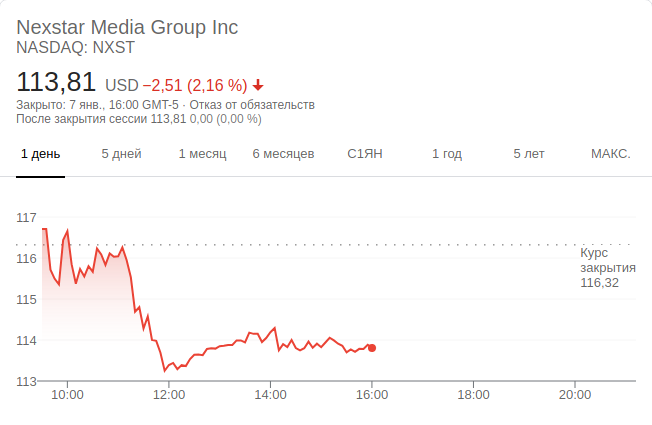 Nexstar Media Group Inc
NASDAQ: NXST
113,81 USD −2,51 (2,16 %)
Закрыто: 7 янв., 16:00 GMT-5 · Отказ от обязательств
После закрытия сессии 113,81 0,00 (0,00 %)
1 день 5 дней 1 месяц 6 месяцев С1ЯН 1 год 5 лет МАКС.
117
116
115
114
113
Курс
закрытия
116,32
10:00 12:00 14:00 16:00 18:00 20:00